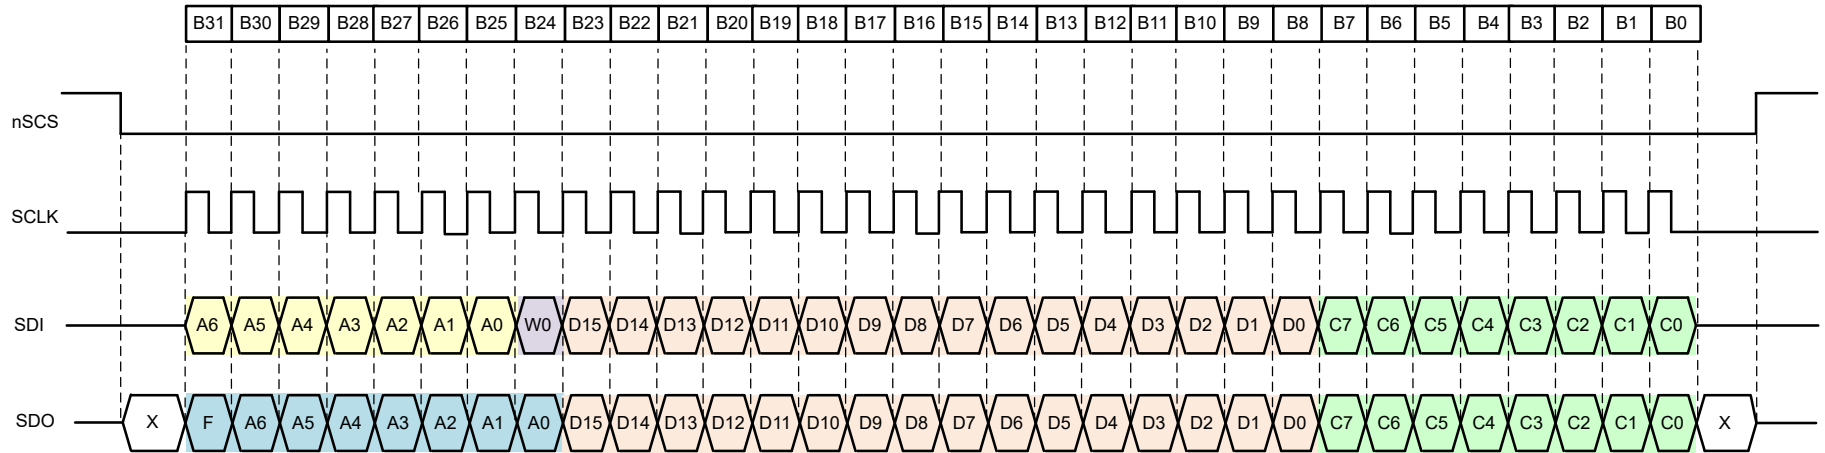 B31 B30 B29 B28 B27 B26 B25 B24 B23 B22 B21 B20 B19 B18 B17 B16 B15 B14 B13 B12 B11 B10 B9 B8 B7 B6 B5 B4 B3 B2 B1 B0
nSCS
SCLK
SDI A6 A5 A4 A3 A2 A1 A0 W0 D15 D14 D13 D12 D11 D10 D9 D8 D7 D6 D5 D4 D3 D2 D1 D0 C7 C6 C5 C4 C3 C2 C1 C0
SDO X F A6 A5 A4 A3 A2 A1 A0 D15 D14 D13 D12 D11 D10 D9 D8 D7 D6 D5 D4 D3 D2 D1 D0 C7 C6 C5 C4 C3 C2 C1 C0 X